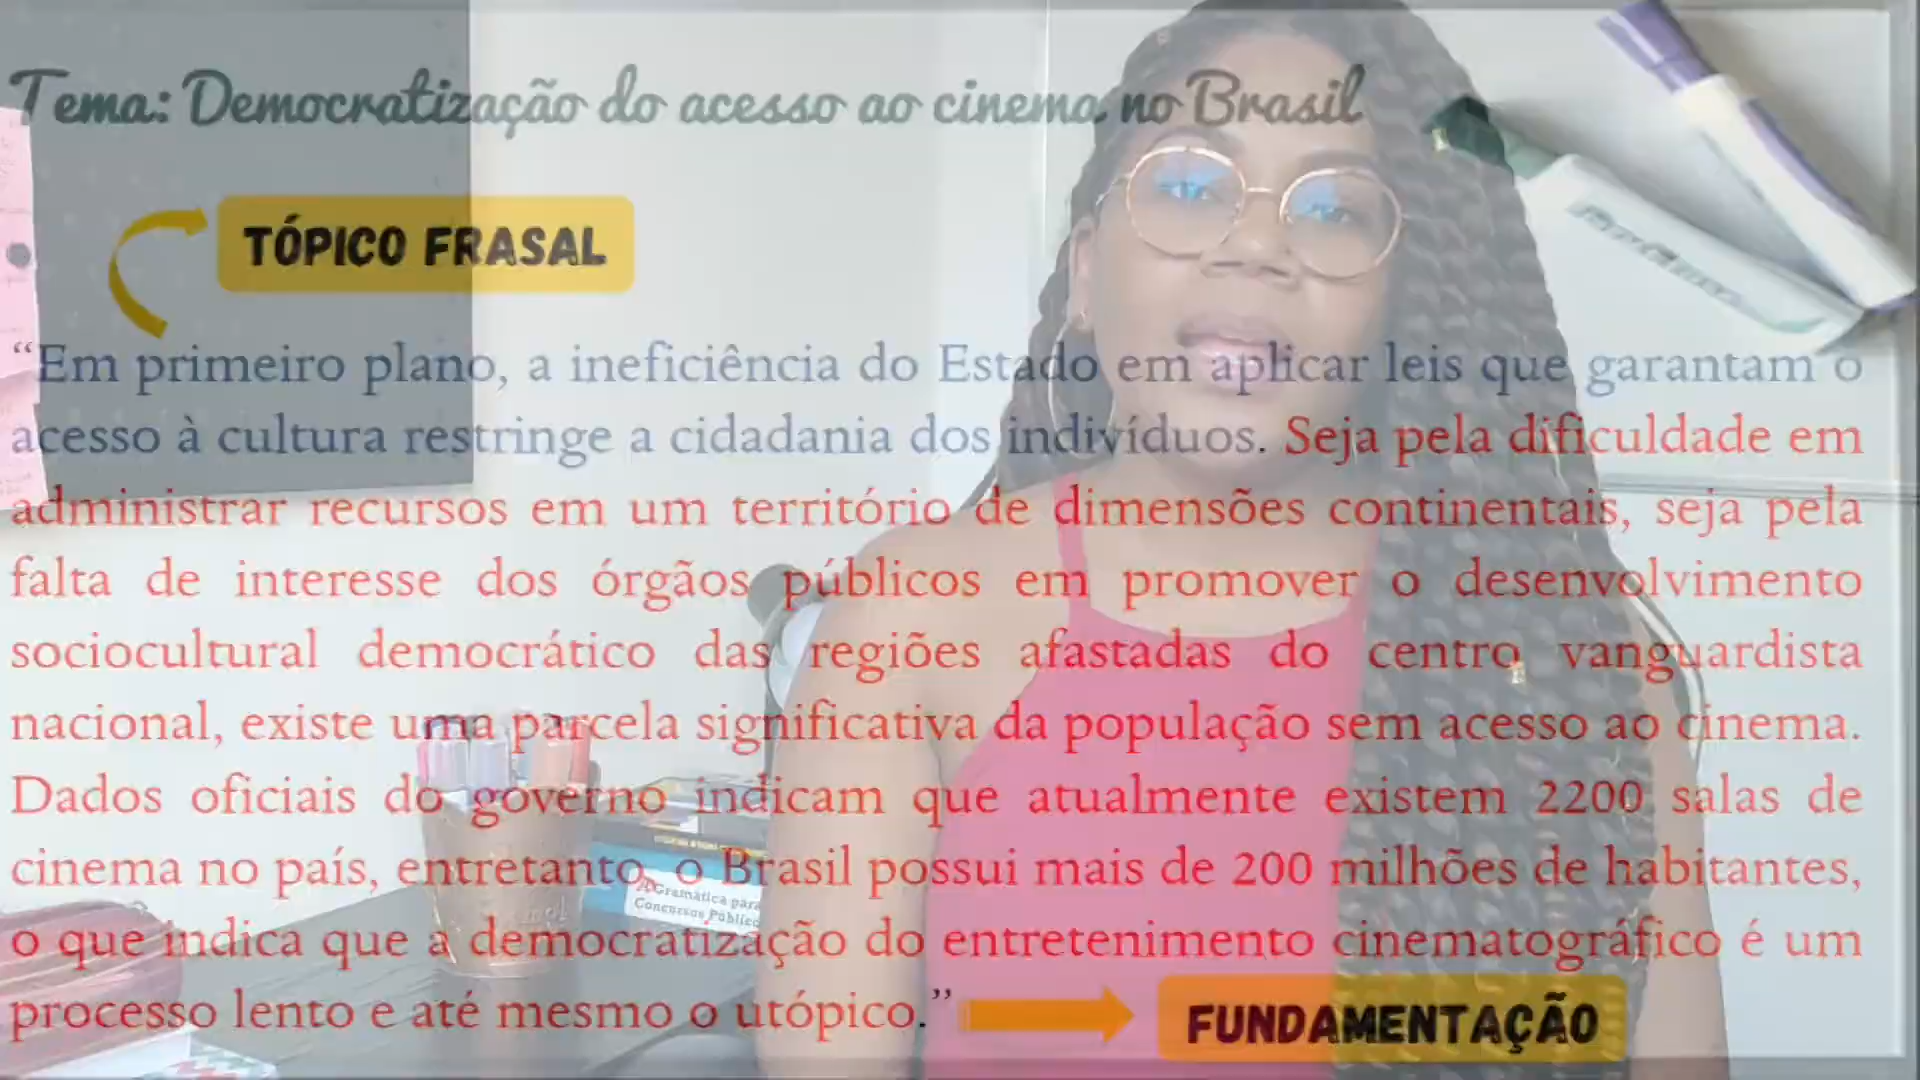 Tema: Democratização do acesso ao cinema no Brasil
TÓPICO FRASAL
“Em primeiro plano, a ineficiência do Estado em aplicar leis que garantam o
acesso à cultura restringe a cidadania dos indivíduos. Seja pela dificuldade em
administrar recursos em um território de dimensões continentais, seja pela
falta de interesse dos órgãos públicos em promover o desenvolvimento
sociocultural democrático das regiões afastadas do centro vanguardista
nacional, existe uma parcela significativa da população sem acesso ao cinema.
Dados oficiais do governo indicam que atualmente existem 2200 salas de
cinema no país, entretanto, o Brasil possui mais de 200 milhões de habitantes,
o que indica que a democratização do entretenimento cinematográfico é um
processo lento e até mesmo o utópico.”
FUNDAMENTAÇÃO
A Gramática para
Concursos Público